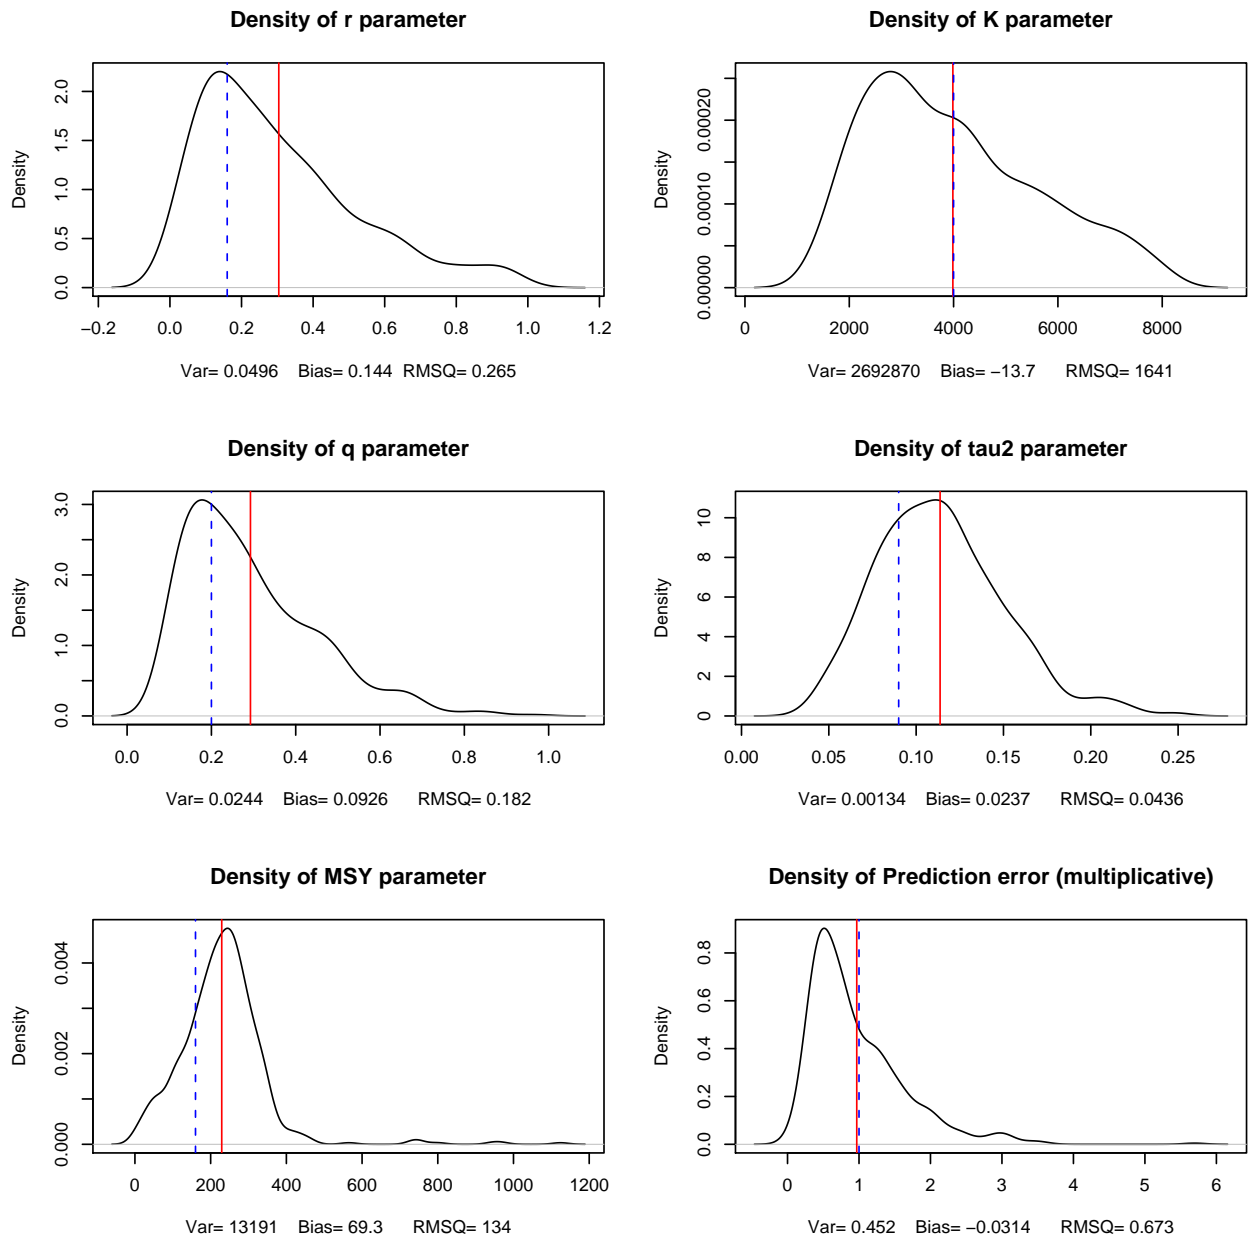 Density of r parameter
Density
0.0 0.5 1.0 1.5 2.0
−0.2 0.0 0.2 0.4 0.6 0.8 1.0 1.2
Var= 0.0496 Bias= 0.144 RMSQ= 0.265
Density of K parameter
Density
0.00000 0.00010 0.00020
0 2000 4000 6000 8000
Var= 2692870 Bias= −13.7 RMSQ= 1641
Density of q parameter
Density
0.0 1.0 2.0 3.0
0.0 0.2 0.4 0.6 0.8 1.0
Var= 0.0244 Bias= 0.0926 RMSQ= 0.182
Density of tau2 parameter
Density
0 2 4 6 8 10
0.00 0.05 0.10 0.15 0.20 0.25
Var= 0.00134 Bias= 0.0237 RMSQ= 0.0436
Density of MSY parameter
Density
0.000 0.002 0.004
0 200 400 600 800 1000 1200
Var= 13191 Bias= 69.3 RMSQ= 134
Density of Prediction error (multiplicative)
Density
0.0 0.2 0.4 0.6 0.8
0 1 2 3 4 5 6
Var= 0.452 Bias= −0.0314 RMSQ= 0.673